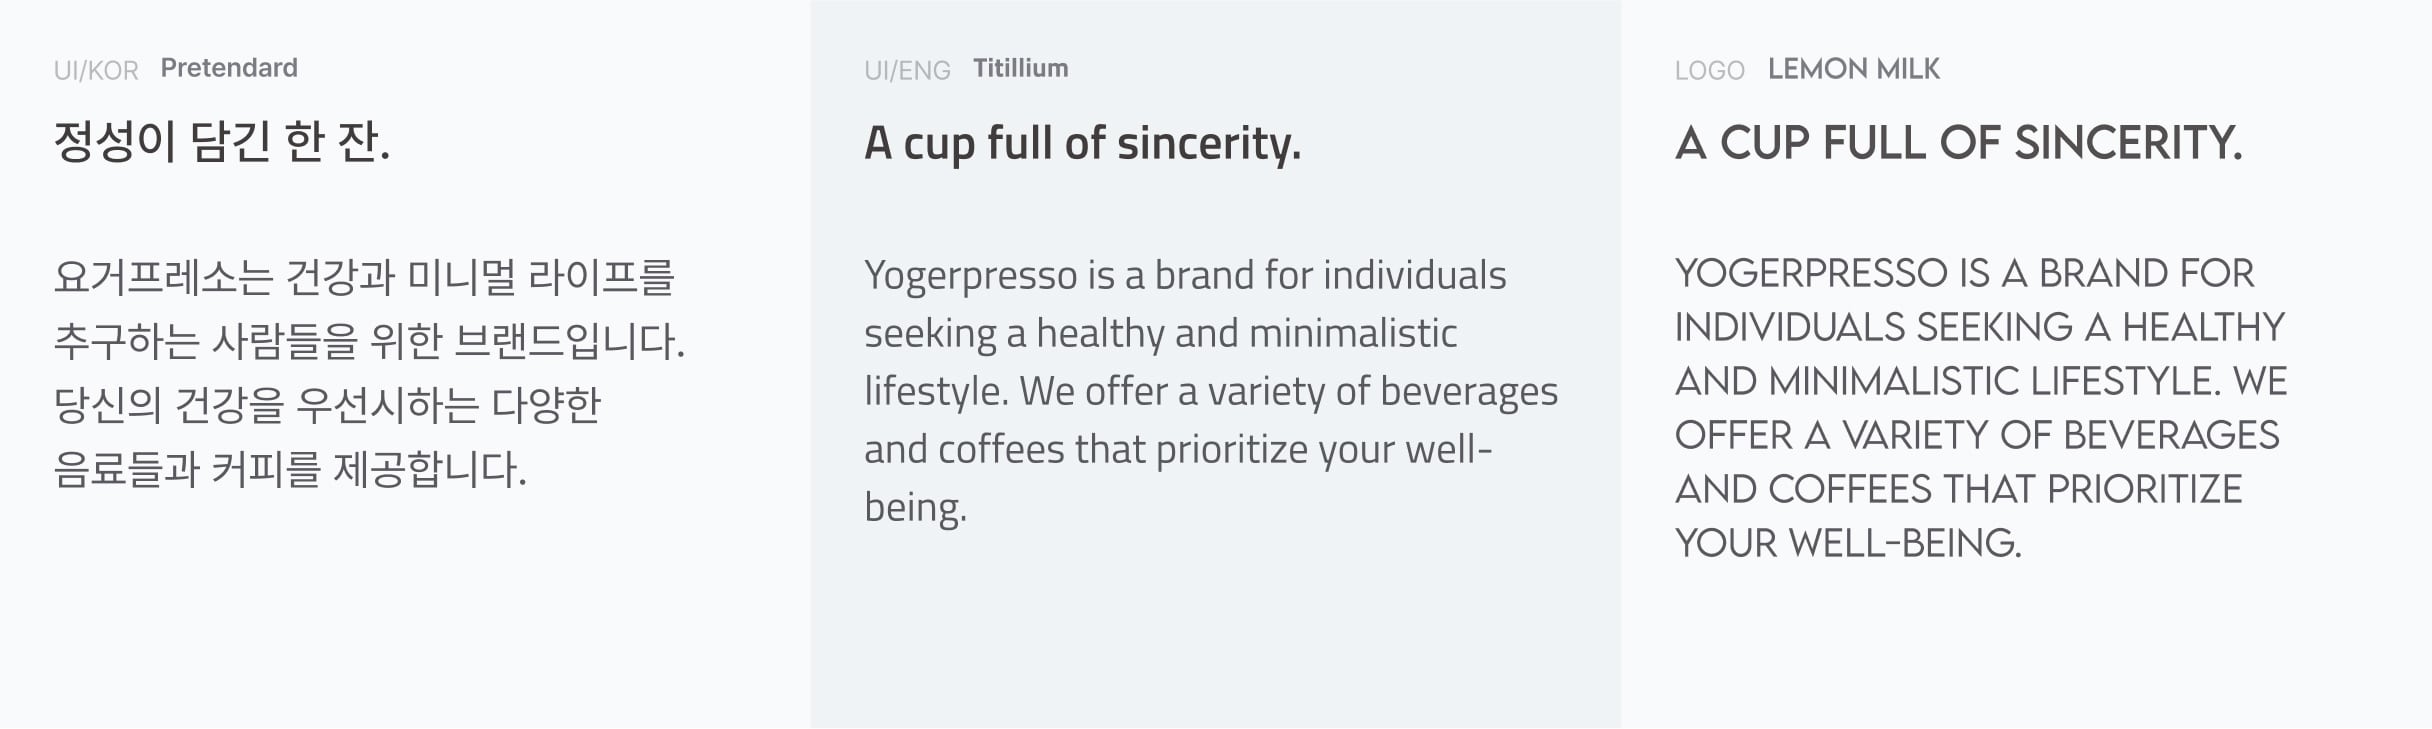 UI/KOR Pretendard
정성이 담긴 한 잔.
요거프레소는 건강과 미니멀 라이프를
추구하는 사람들을 위한 브랜드입니다.
당신의 건강을 우선시하는 다양한
음료들과 커피를 제공합니다.
UI/ENG Titillium
A cup full of sincerity.
Yogerpresso is a brand for individuals
seeking a healthy and minimalistic
lifestyle. We offer a variety of beverages
and coffees that prioritize your well-
being.
LOGO LEMON MILK
A CUP FULL OF SINCERITY.
YOGERPRESSO IS A BRAND FOR
INDIVIDUALS SEEKING A HEALTHY
AND MINIMALISTIC LIFESTYLE. WE
OFFER A VARIETY OF BEVERAGES
AND COFFEES THAT PRIORITIZE
YOUR WELL-BEING.